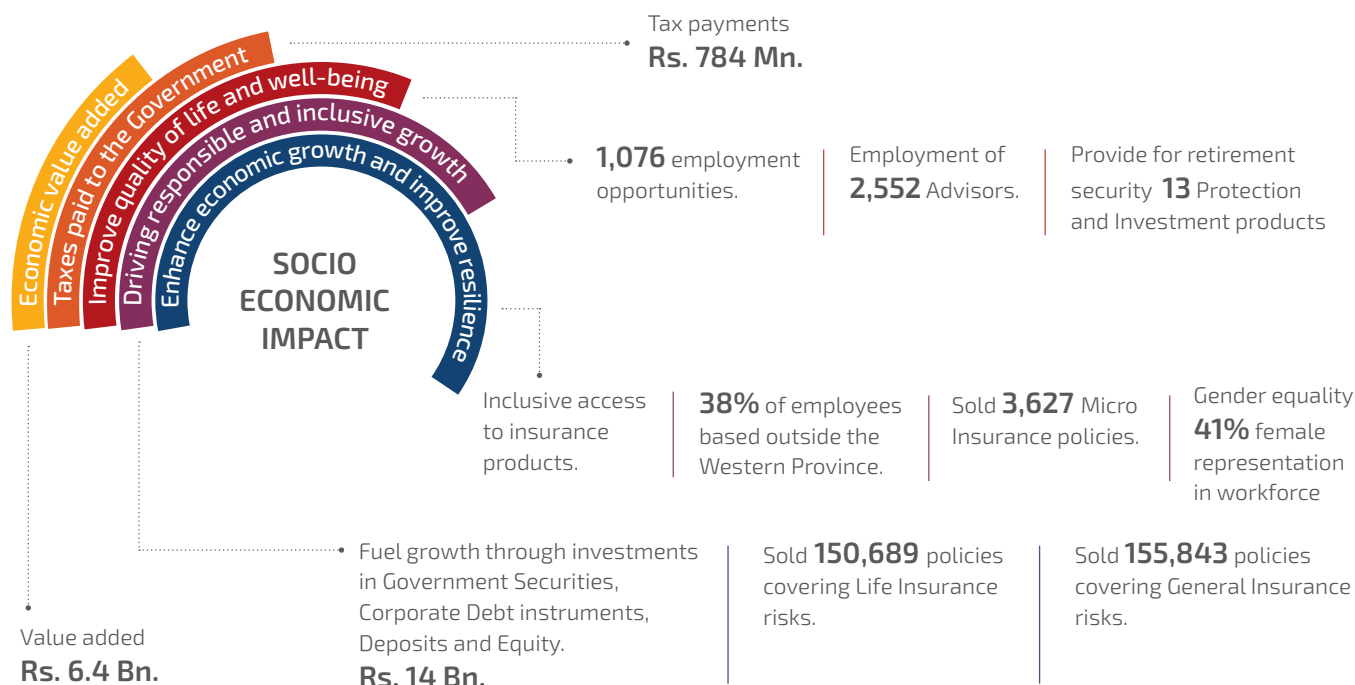 Tax payments
Rs. 784 Mn.
Economic value added
Taxes paid to the Government
Improve quality of life and well-being
Driving responsible and inclusive growth
Enhance economic growth and improve resilience
SOCIO
ECONOMIC
IMPACT
1,076 employment
opportunities.
Employment of
2,552 Advisors.
Provide for retirement
security 13 Protection
and Investment products
Inclusive access
to insurance
products.
38% of employees
based outside the
Western Province.
Sold 3,627 Micro
Insurance policies.
Gender equality
41% female
representation
in workforce
Fuel growth through investments
in Government Securities,
Corporate Debt instruments,
Deposits and Equity.
Rs. 14 Bn.
Sold 150,689 policies
covering Life Insurance
risks.
Sold 155,843 policies
covering General Insurance
risks.
Value added
Rs. 6.4 Bn.